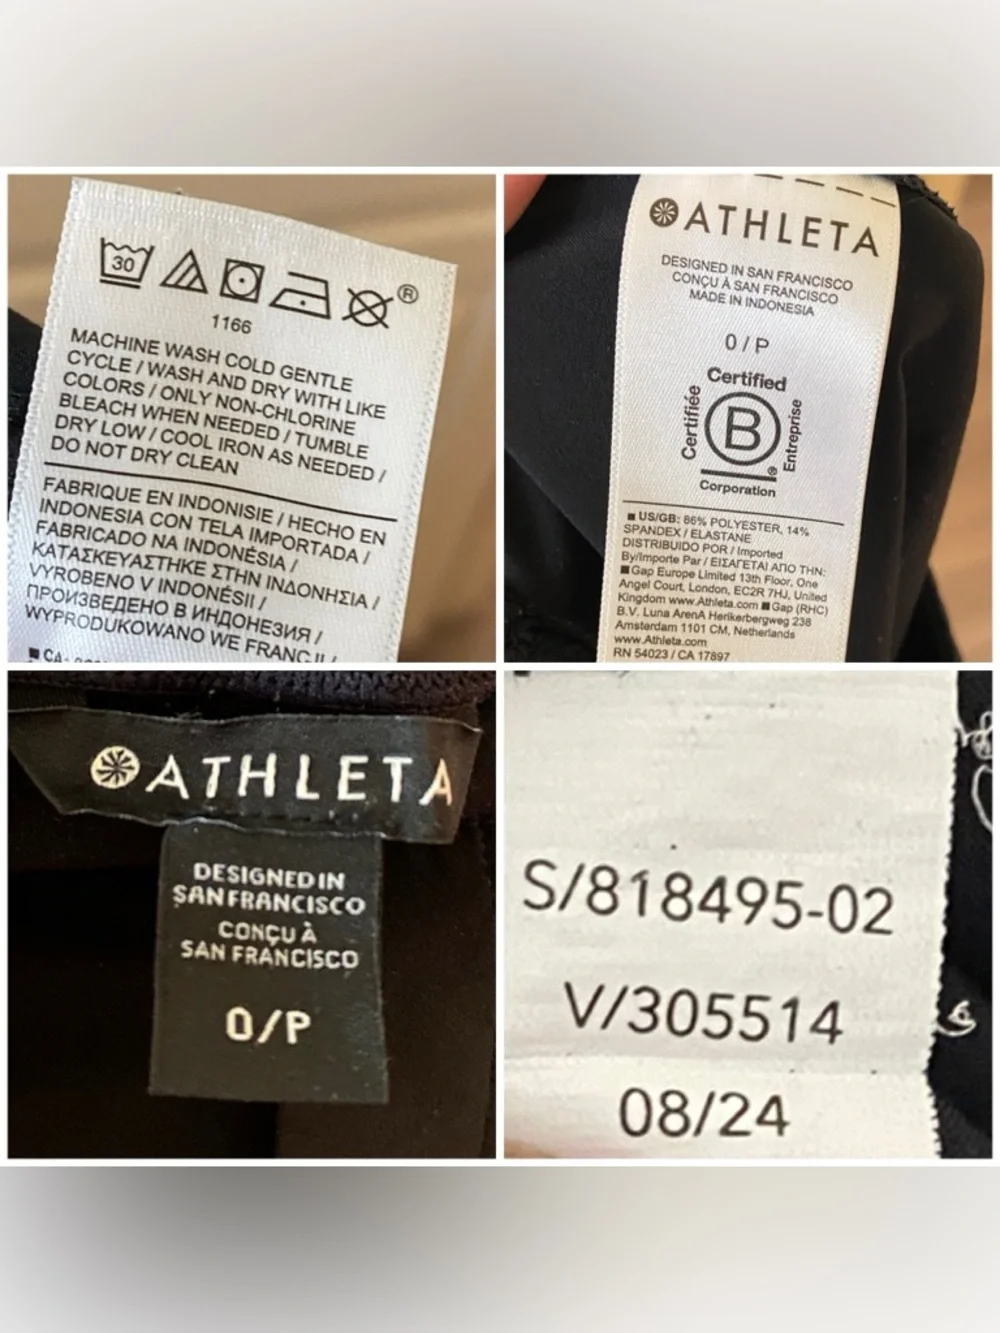 30
®
1166
MACHINE WASH COLD GENTLE
CYCLE / WASH AND DRY WITH LIKE
COLORS / ONLY NON-CHLORINE
BLEACH WHEN NEEDED / TUMBLE
DRY LOW / COOL IRON AS NEEDED /
DO NOT DRY CLEAN
FABRIQUE EN INDONISIE / HECHO EN
INDONESIA CON TELA IMPORTADA /
FABRICADO NA INDONÉSIA /
ΚΑΤΑΣΚΕΥΑΣΤΗΚΕ ΣΤΗΝ ΙΝΔΟΝΗΣΙΑ /
VYROBENO V INDONÉSII /
ПРОИЗВЕДЕНО В ИНДОНЕЗИЯ /
WYPRODUKOWANO WE
ATHLETA
DESIGNED IN SAN FRANCISCO
CONÇU À SAN FRANCISCO
MADE IN INDONESIA
0 / P
Certified
Certifiée
B
Entreprise
®
Corporation
US/GB: 86% POLYESTER, 14%
SPANDEX / ELASTANE
DISTRIBUIDO POR / Imported
By/Importe Par / ΕΙΣΑΓΕΤΑΙ ΑΠΟ ΤΗΝ:
Gap Europe Limited 13th Floor, One
Angel Court, London, EC2R 7HJ, United
Kingdom www.Athleta.com Gap (RHC)
B.V. Luna ArenA Herikerbergweg 238
Amsterdam 1101 CM, Netherlands
www.Athleta.com
RN 54023 / CA 17897
ATHLETA
DESIGNED IN
SAN FRANCISCO
CONÇU À
SAN FRANCISCO
0/P
S/818495-02
V/305514
08/24